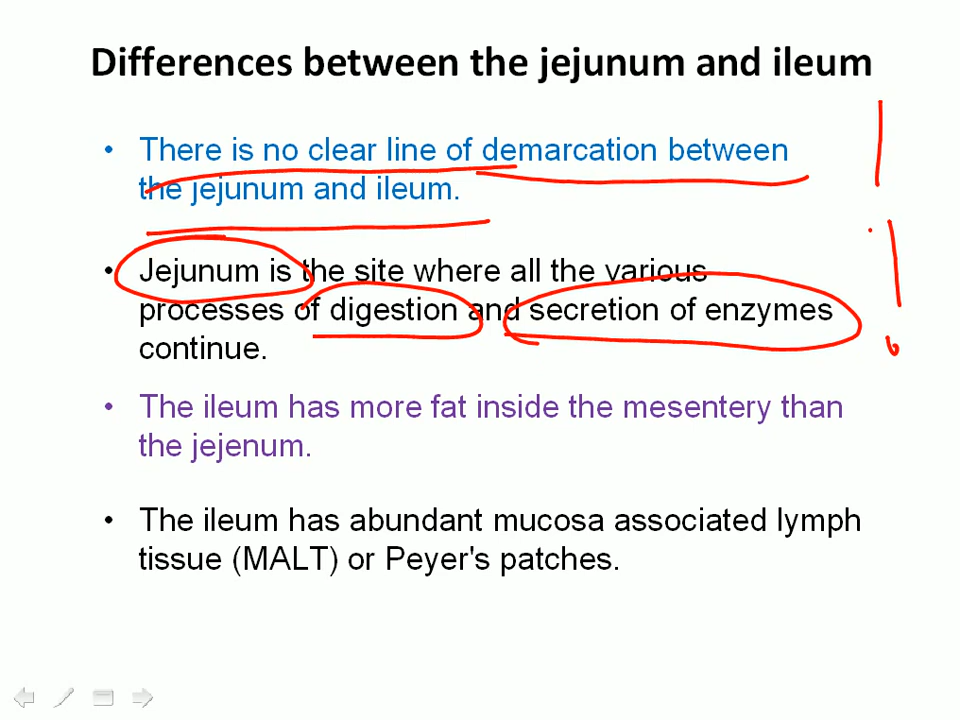 Differences between the jejunum and ileum
• There is no clear line of demarcation between
the jejunum and ileum.
• Jejunum is the site where all the various
processes of digestion and secretion of enzymes
continue.
• The ileum has more fat inside the mesentery than
the jejenum.
• The ileum has abundant mucosa associated lymph
tissue (MALT) or Peyer's patches.